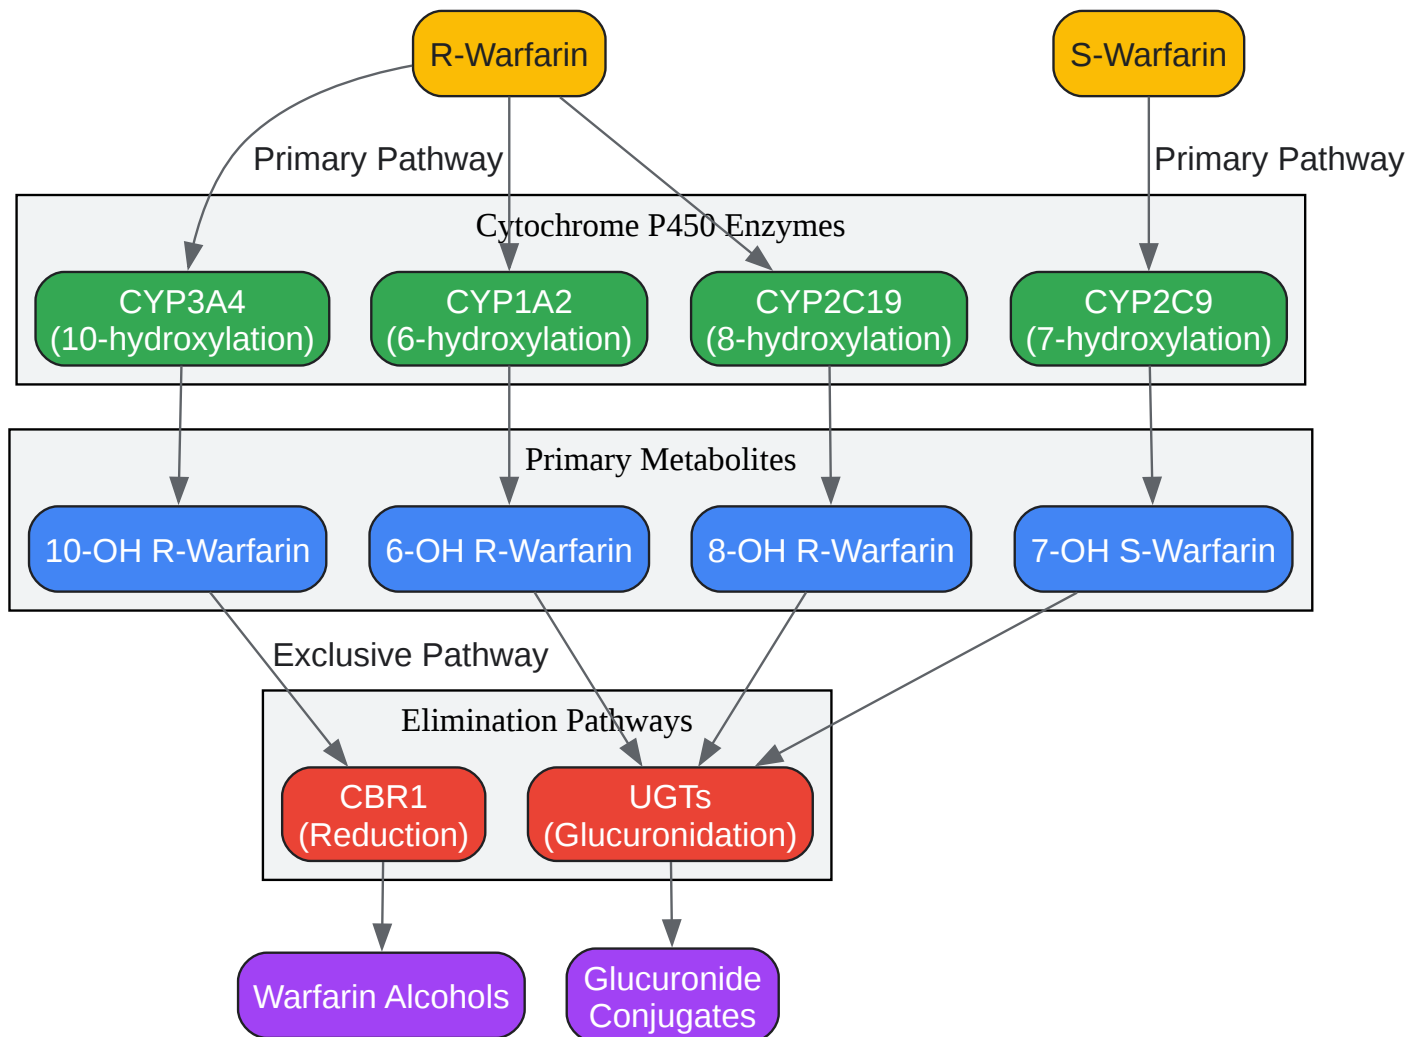 R-Warfarin
S-Warfarin
Primary Pathway
Primary Pathway
Cytochrome P450 Enzymes
CYP3A4
(10-hydroxylation)
CYP1A2
(6-hydroxylation)
CYP2C19
(8-hydroxylation)
CYP2C9
(7-hydroxylation)
Primary Metabolites
10-OH R-Warfarin
6-OH R-Warfarin
8-OH R-Warfarin
7-OH S-Warfarin
Exclusive Pathway
Elimination Pathways
CBR1
(Reduction)
UGTs
(Glucuronidation)
Warfarin Alcohols
Glucuronide
Conjugates